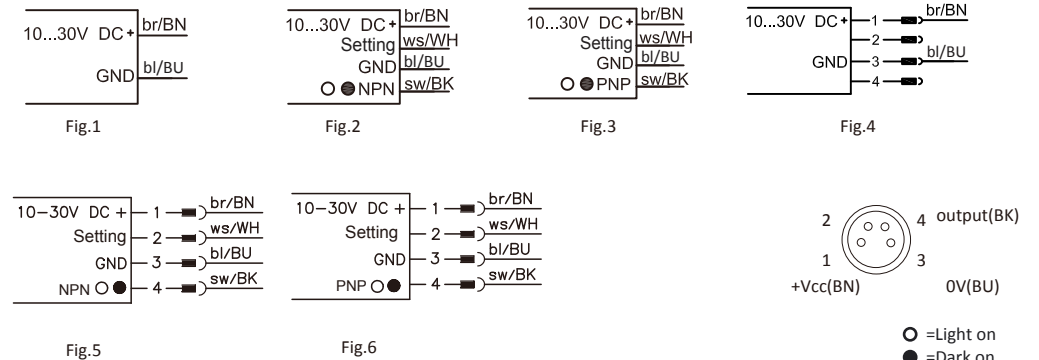 10...30V DC + br/BN
GND bl/BU
Fig.1
10...30V DC + br/BN
Setting ws/WH
GND bl/BU
NPN sw/BK
Fig.2
10...30V DC + br/BN
Setting ws/WH
GND bl/BU
PNP sw/BK
Fig.3
10...30V DC + 1 br/BN
2
GND 3 bl/BU
4
Fig.4
10-30V DC + 1 br/BN
Setting 2 ws/WH
GND 3 bl/BU
NPN 4 sw/BK
Fig.5
10-30V DC + 1 br/BN
Setting 2 ws/WH
GND 3 bl/BU
PNP 4 sw/BK
Fig.6
2 4 output(BK)
1 3
+Vcc(BN) 0V(BU)
=Light on
=Dark on